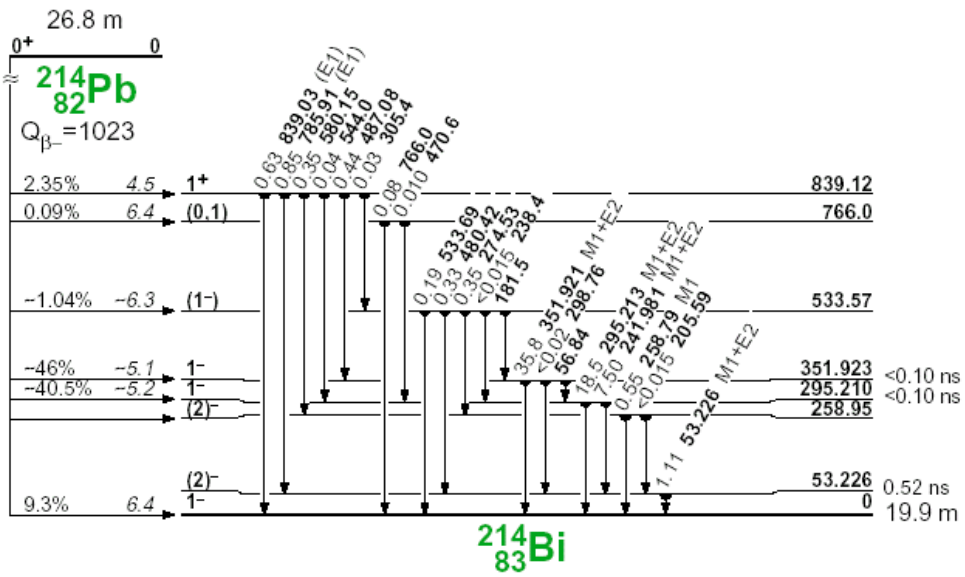 26.8 m
0+ 0
214
82Pb
Qβ−=1023
0.63 839.03 (E1)
0.85 785.91 (E1)
0.35 580.15
0.04 544.0
0.44 487.08
0.03 305.4
2.35% 4.5 1+ 839.12
0.08 766.0
0.010 470.6
0.09% 6.4 (0,1) 766.0
0.19 533.69
0.33 480.42
0.35 274.53
<0.015 238.4
181.5
~1.04% ~6.3 (1−) 533.57
35.8 351.921 M1+E2
<0.02 298.76
56.84
~46% ~5.1 1− 351.923 <0.10 ns
18.5 295.213 M1+E2
7.50 241.981 M1+E2
~40.5% ~5.2 1− 295.210 <0.10 ns
0.55 258.79 M1
<0.015 205.59
(2)− 258.95
1.11 53.226 M1+E2
(2)− 53.226 0.52 ns
9.3% 6.4 1− 0 19.9 m
214
83Bi